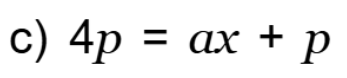 c) 4p = ax + p